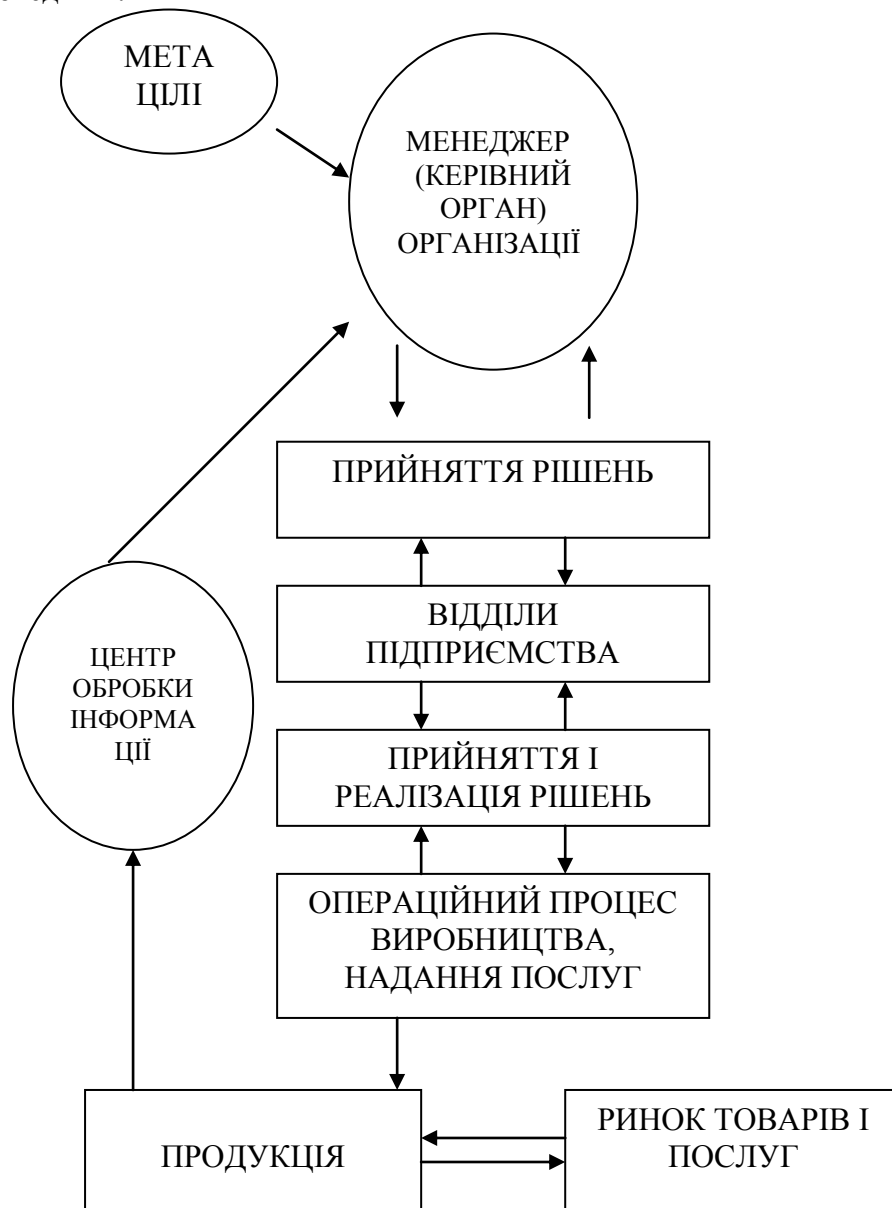 МЕТА
ЦІЛІ
МЕНЕДЖЕР
(КЕРІВНИЙ
ОРГАН)
ОРГАНІЗАЦІЇ
ПРИЙНЯТТЯ РІШЕНЬ
ВІДДІЛИ
ПІДПРИЄМСТВА
ЦЕНТР
ОБРОБКИ
ІНФОРМА
ЦІЇ
ПРИЙНЯТТЯ І
РЕАЛІЗАЦІЯ РІШЕНЬ
ОПЕРАЦІЙНИЙ ПРОЦЕС
ВИРОБНИЦТВА,
НАДАННЯ ПОСЛУГ
ПРОДУКЦІЯ
РИНОК ТОВАРІВ І
ПОСЛУГ